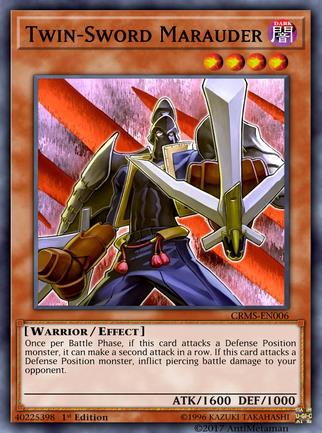 Twin-Sword Marauder
DARK
闇
CRMS-EN006
[Warrior / Effect]
Once per Battle Phase, if this card attacks a Defense Position
monster, it can make a second attack in a row. If this card attacks a
Defense Position monster, inflict piercing battle damage to your
opponent.
ATK/1600 DEF/1000
40225398 1st Edition ©1996 KAZUKI TAKAHASHI
©2017 AntiMetaman